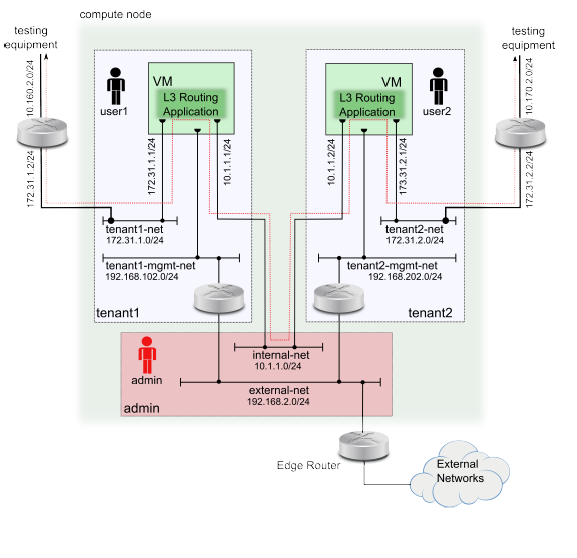 compute node
testing
equipment
testing
equipment
10.160.2.0/24
172.31.1.2/24
10.170.2.0/24
172.31.2.2/24
user1
VM
L3 Routing
Application
172.31.1.1/24
10.1.1.1/24
tenant1-net
172.31.1.0/24
tenant1-mgmt-net
192.168.102.0/24
tenant1
VM
L3 Routing
Application
user2
10.1.1.2/24
173.31.2.1/24
tenant2-net
172.31.2.0/24
tenant2-mgmt-net
192.168.202.0/24
tenant2
admin
internal-net
10.1.1.0/24
external-net
192.168.2.0/24
admin
Edge Router
External
Networks